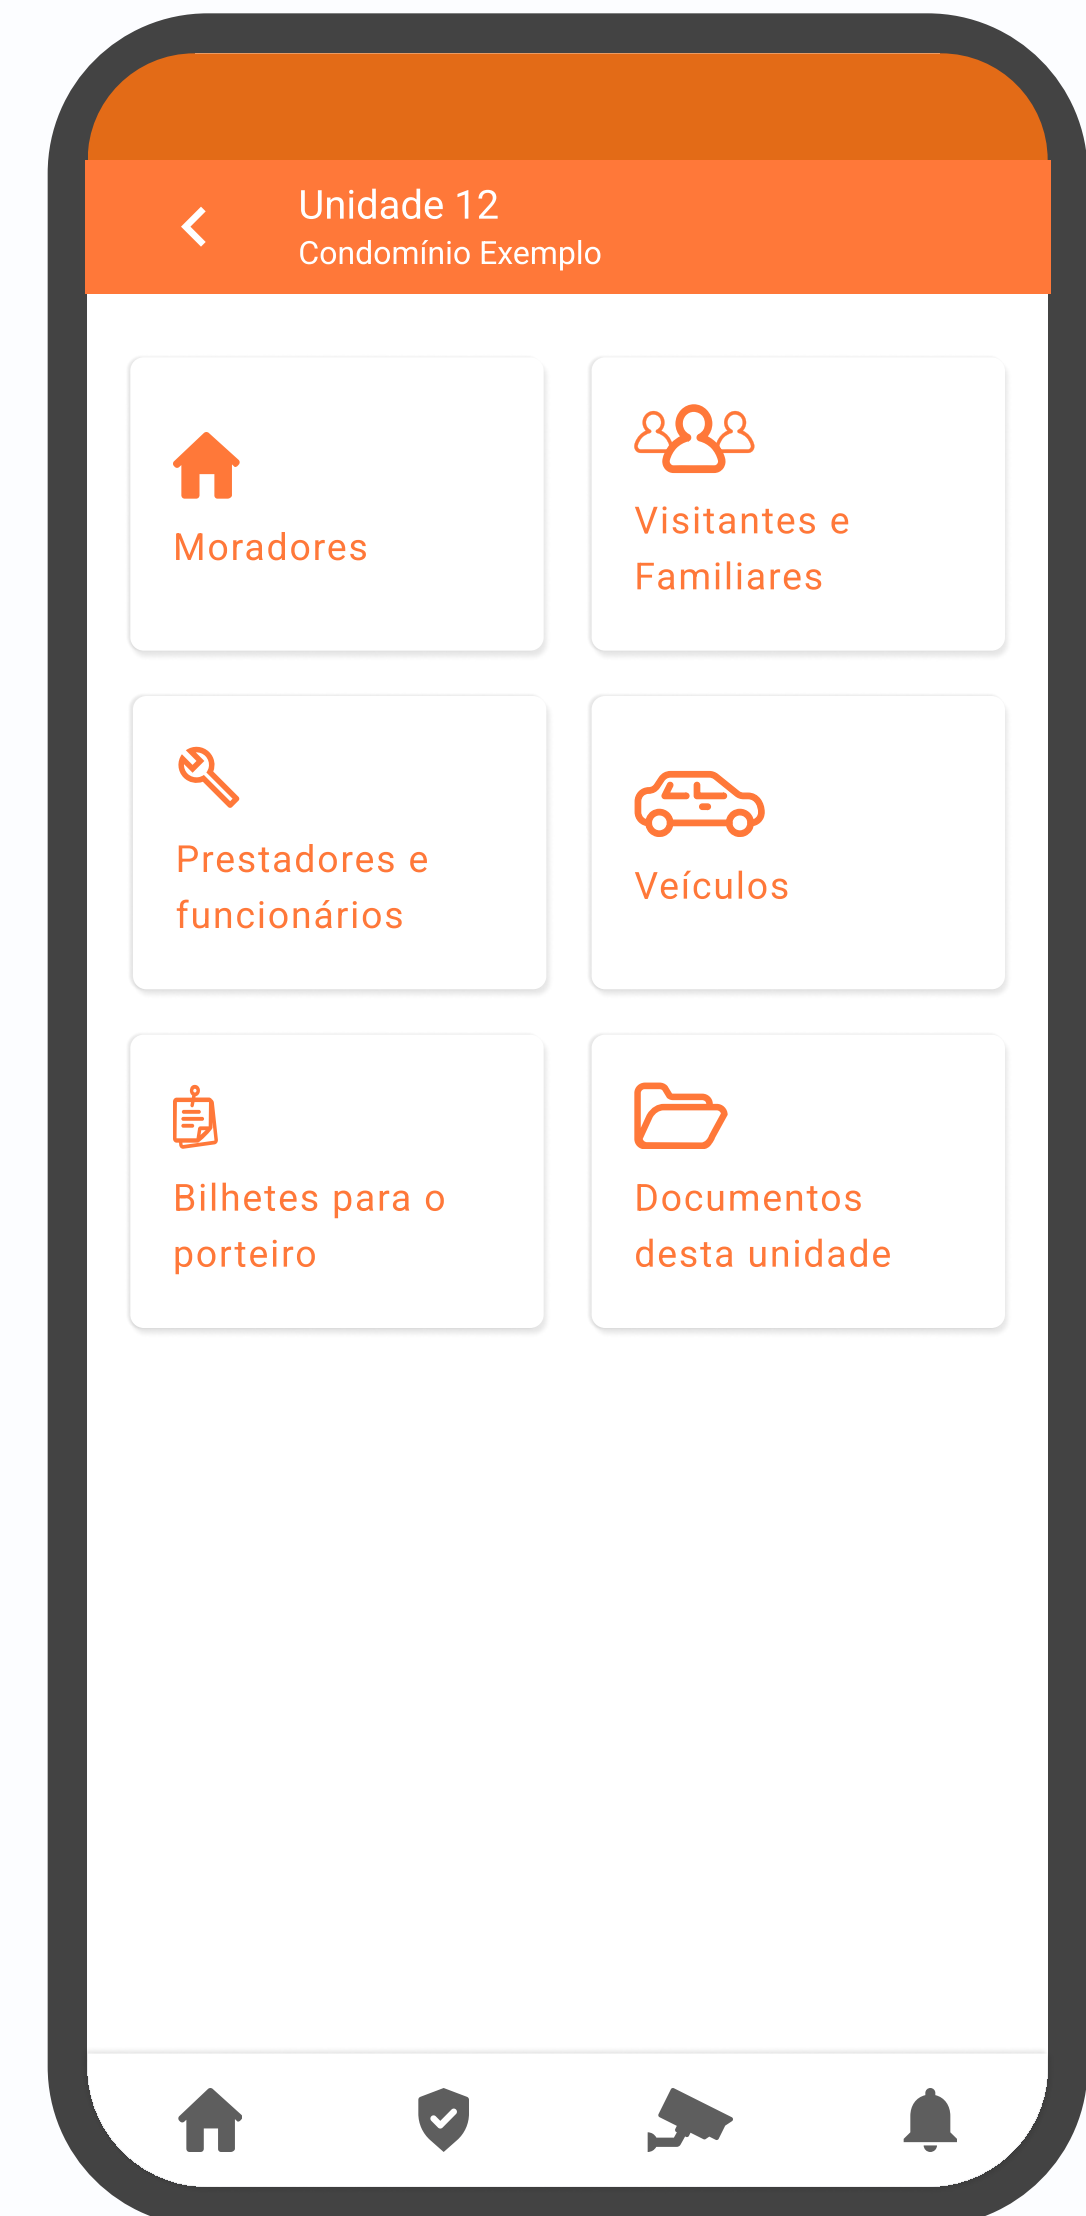 Unidade 12
Condomínio Exemplo
Moradores
Visitantes e
Familiares
Prestadores e
funcionários
Veículos
Bilhetes para o
porteiro
Documentos
desta unidade